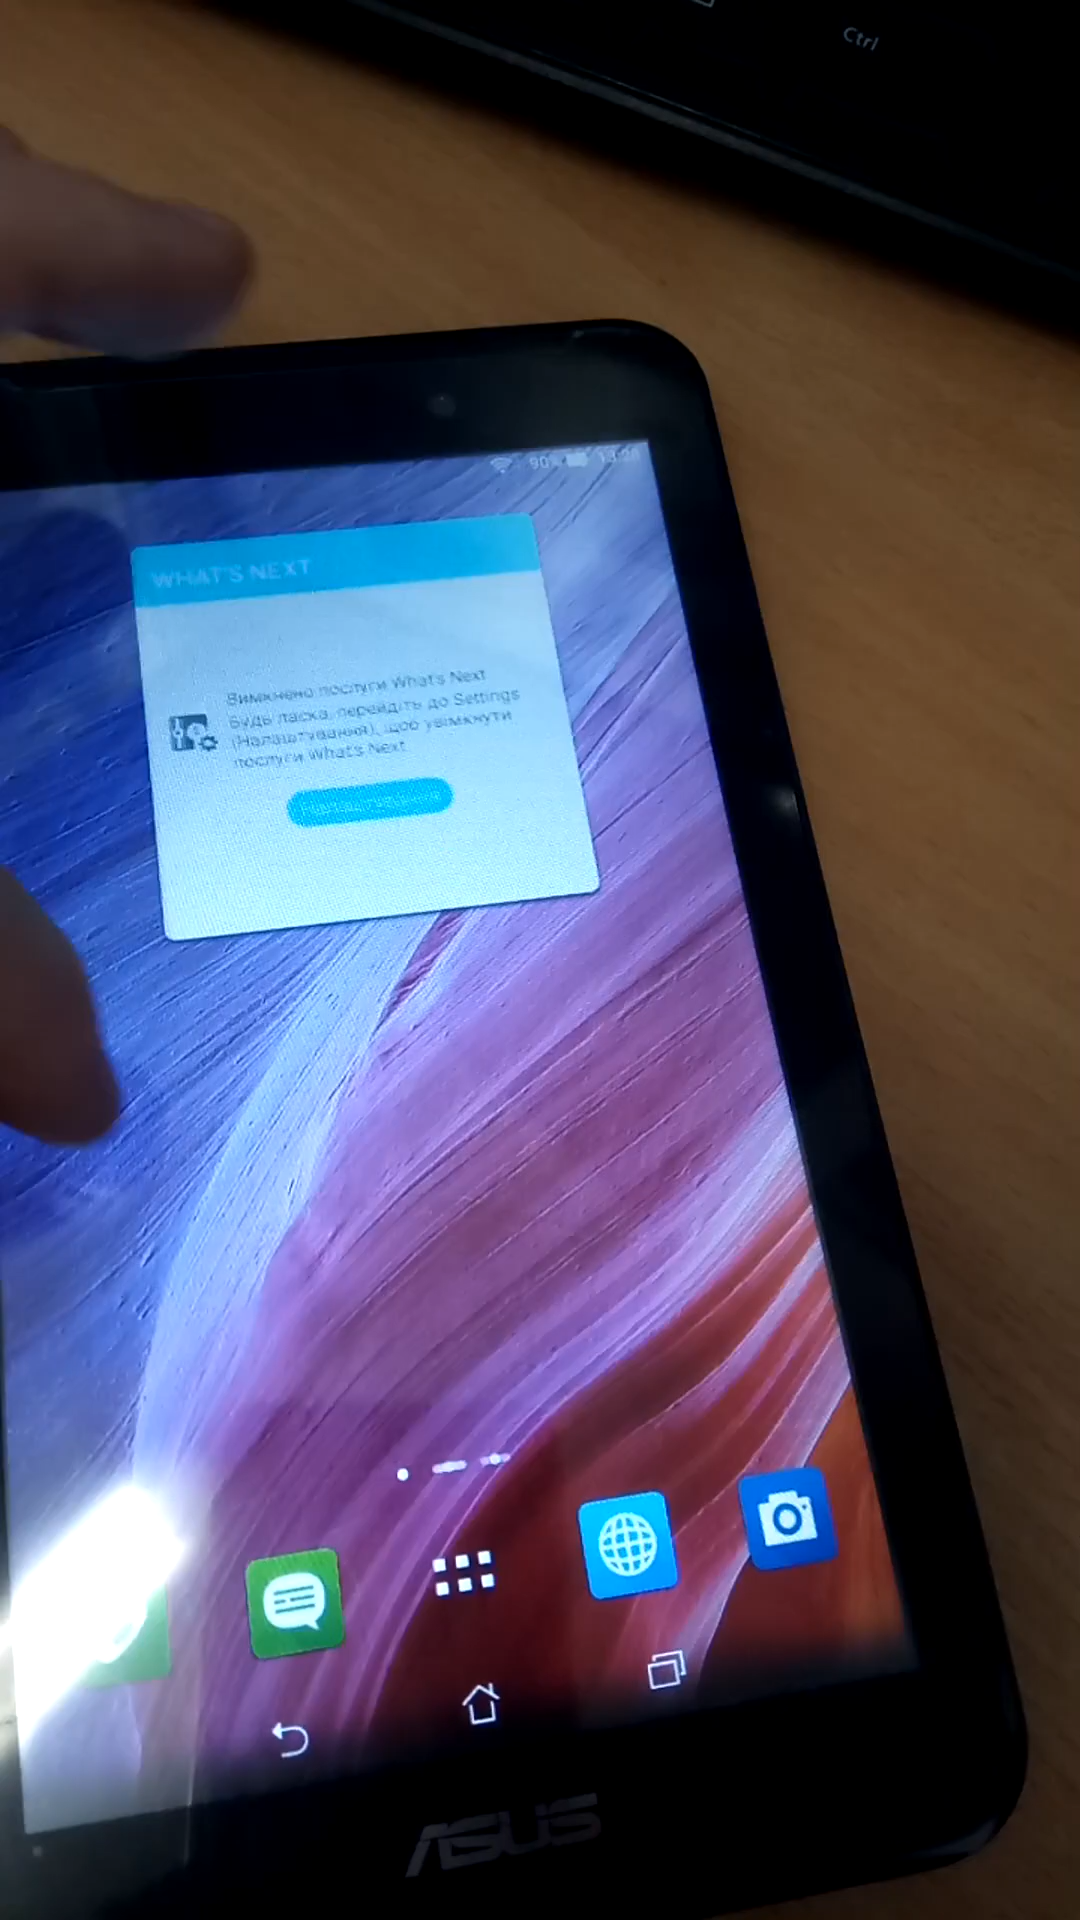 Ctrl
90%
WHAT'S NEXT
Вимкнено послуги What's Next
Будь ласка, перейдіть до Settings
(Налаштування), щоб увімкнути
послуги What's Next
ASUS